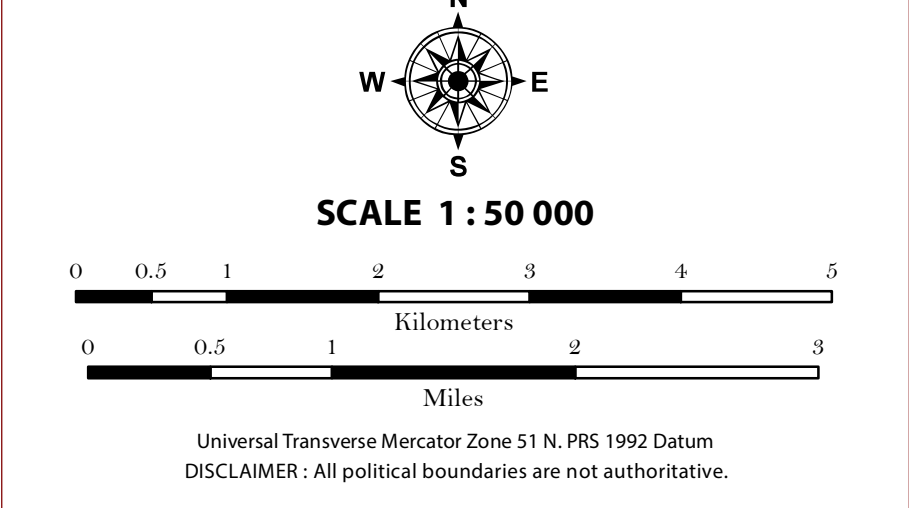 N
W E
S
SCALE 1 : 50 000
0 0.5 1 2 3 4 5
Kilometers
0 0.5 1 2 3
Miles
Universal Transverse Mercator Zone 51 N. PRS 1992 Datum
DISCLAIMER : All political boundaries are not authoritative.